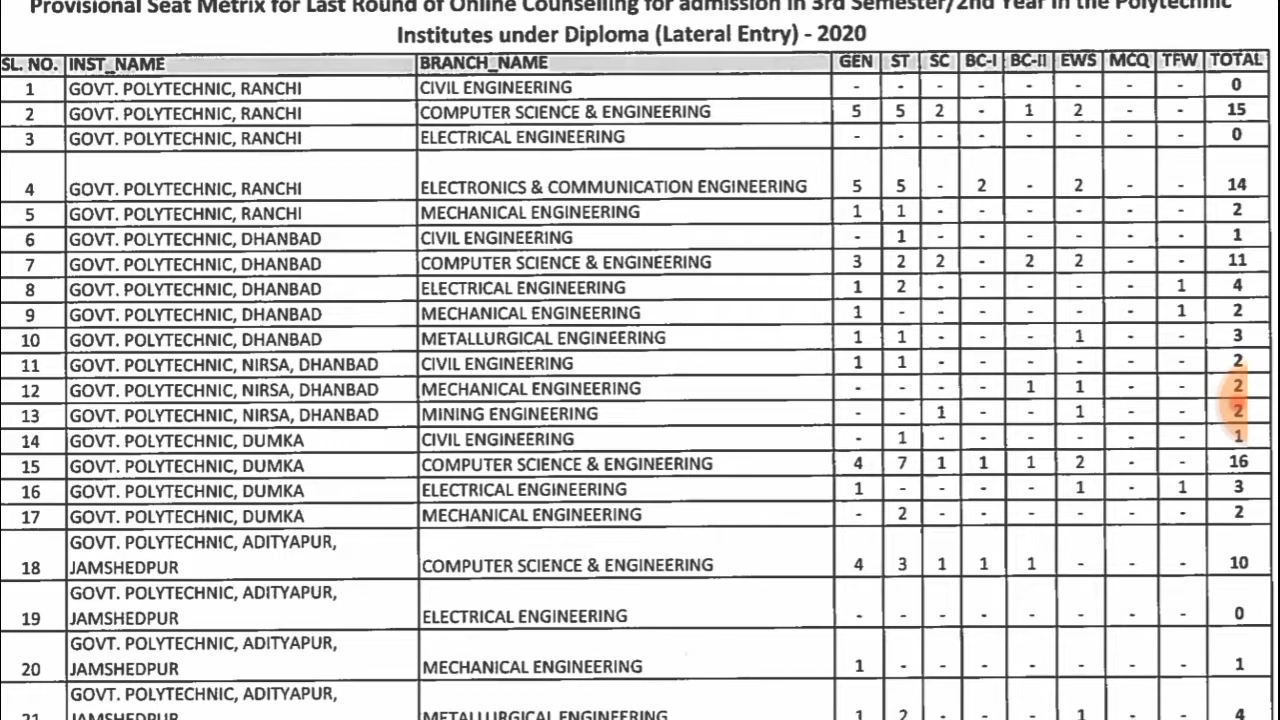 Provisional Seat Metrix for Last Round of Online Counselling for admission in 3rd Semester/2nd Year in the Polytechnic
Institutes under Diploma (Lateral Entry) - 2020
SL. NO. INST_NAME BRANCH_NAME GEN ST SC BC-I BC-II EWS MCQ TFW TOTAL
1 GOVT. POLYTECHNIC, RANCHI CIVIL ENGINEERING - - - - - - - - 0
2 GOVT. POLYTECHNIC, RANCHI COMPUTER SCIENCE & ENGINEERING 5 5 2 - 1 2 - - 15
3 GOVT. POLYTECHNIC, RANCHI ELECTRICAL ENGINEERING - - - - - - - - 0
4 GOVT. POLYTECHNIC, RANCHI ELECTRONICS & COMMUNICATION ENGINEERING 5 5 - 2 - 2 - - 14
5 GOVT. POLYTECHNIC, RANCHI MECHANICAL ENGINEERING 1 1 - - - - - - 2
6 GOVT. POLYTECHNIC, DHANBAD CIVIL ENGINEERING - 1 - - - - - - 1
7 GOVT. POLYTECHNIC, DHANBAD COMPUTER SCIENCE & ENGINEERING 3 2 2 - 2 2 - - 11
8 GOVT. POLYTECHNIC, DHANBAD ELECTRICAL ENGINEERING 1 2 - - - - - 1 4
9 GOVT. POLYTECHNIC, DHANBAD MECHANICAL ENGINEERING 1 - - - - - - 1 2
10 GOVT. POLYTECHNIC, DHANBAD METALLURGICAL ENGINEERING 1 1 - - - 1 - - 3
11 GOVT. POLYTECHNIC, NIRSA, DHANBAD CIVIL ENGINEERING 1 1 - - - - - - 2
12 GOVT. POLYTECHNIC, NIRSA, DHANBAD MECHANICAL ENGINEERING - - - - 1 1 - - 2
13 GOVT. POLYTECHNIC, NIRSA, DHANBAD MINING ENGINEERING - - 1 - - 1 - - 2
14 GOVT. POLYTECHNIC, DUMKA CIVIL ENGINEERING - 1 - - - - - - 1
15 GOVT. POLYTECHNIC, DUMKA COMPUTER SCIENCE & ENGINEERING 4 7 1 1 1 2 - - 16
16 GOVT. POLYTECHNIC, DUMKA ELECTRICAL ENGINEERING 1 - - - - 1 - 1 3
17 GOVT. POLYTECHNIC, DUMKA MECHANICAL ENGINEERING - 2 - - - - - - 2
GOVT. POLYTECHNIC, ADITYAPUR,
18 JAMSHEDPUR COMPUTER SCIENCE & ENGINEERING 4 3 1 1 1 - - - 10
GOVT. POLYTECHNIC, ADITYAPUR,
19 JAMSHEDPUR ELECTRICAL ENGINEERING - - - - - - - - 0
GOVT. POLYTECHNIC, ADITYAPUR,
20 JAMSHEDPUR MECHANICAL ENGINEERING 1 - - - - - - - 1
GOVT. POLYTECHNIC, ADITYAPUR,
21 JAMSHEDPUR METALLURGICAL ENGINEERING 1 2 - - - 1 - - 4